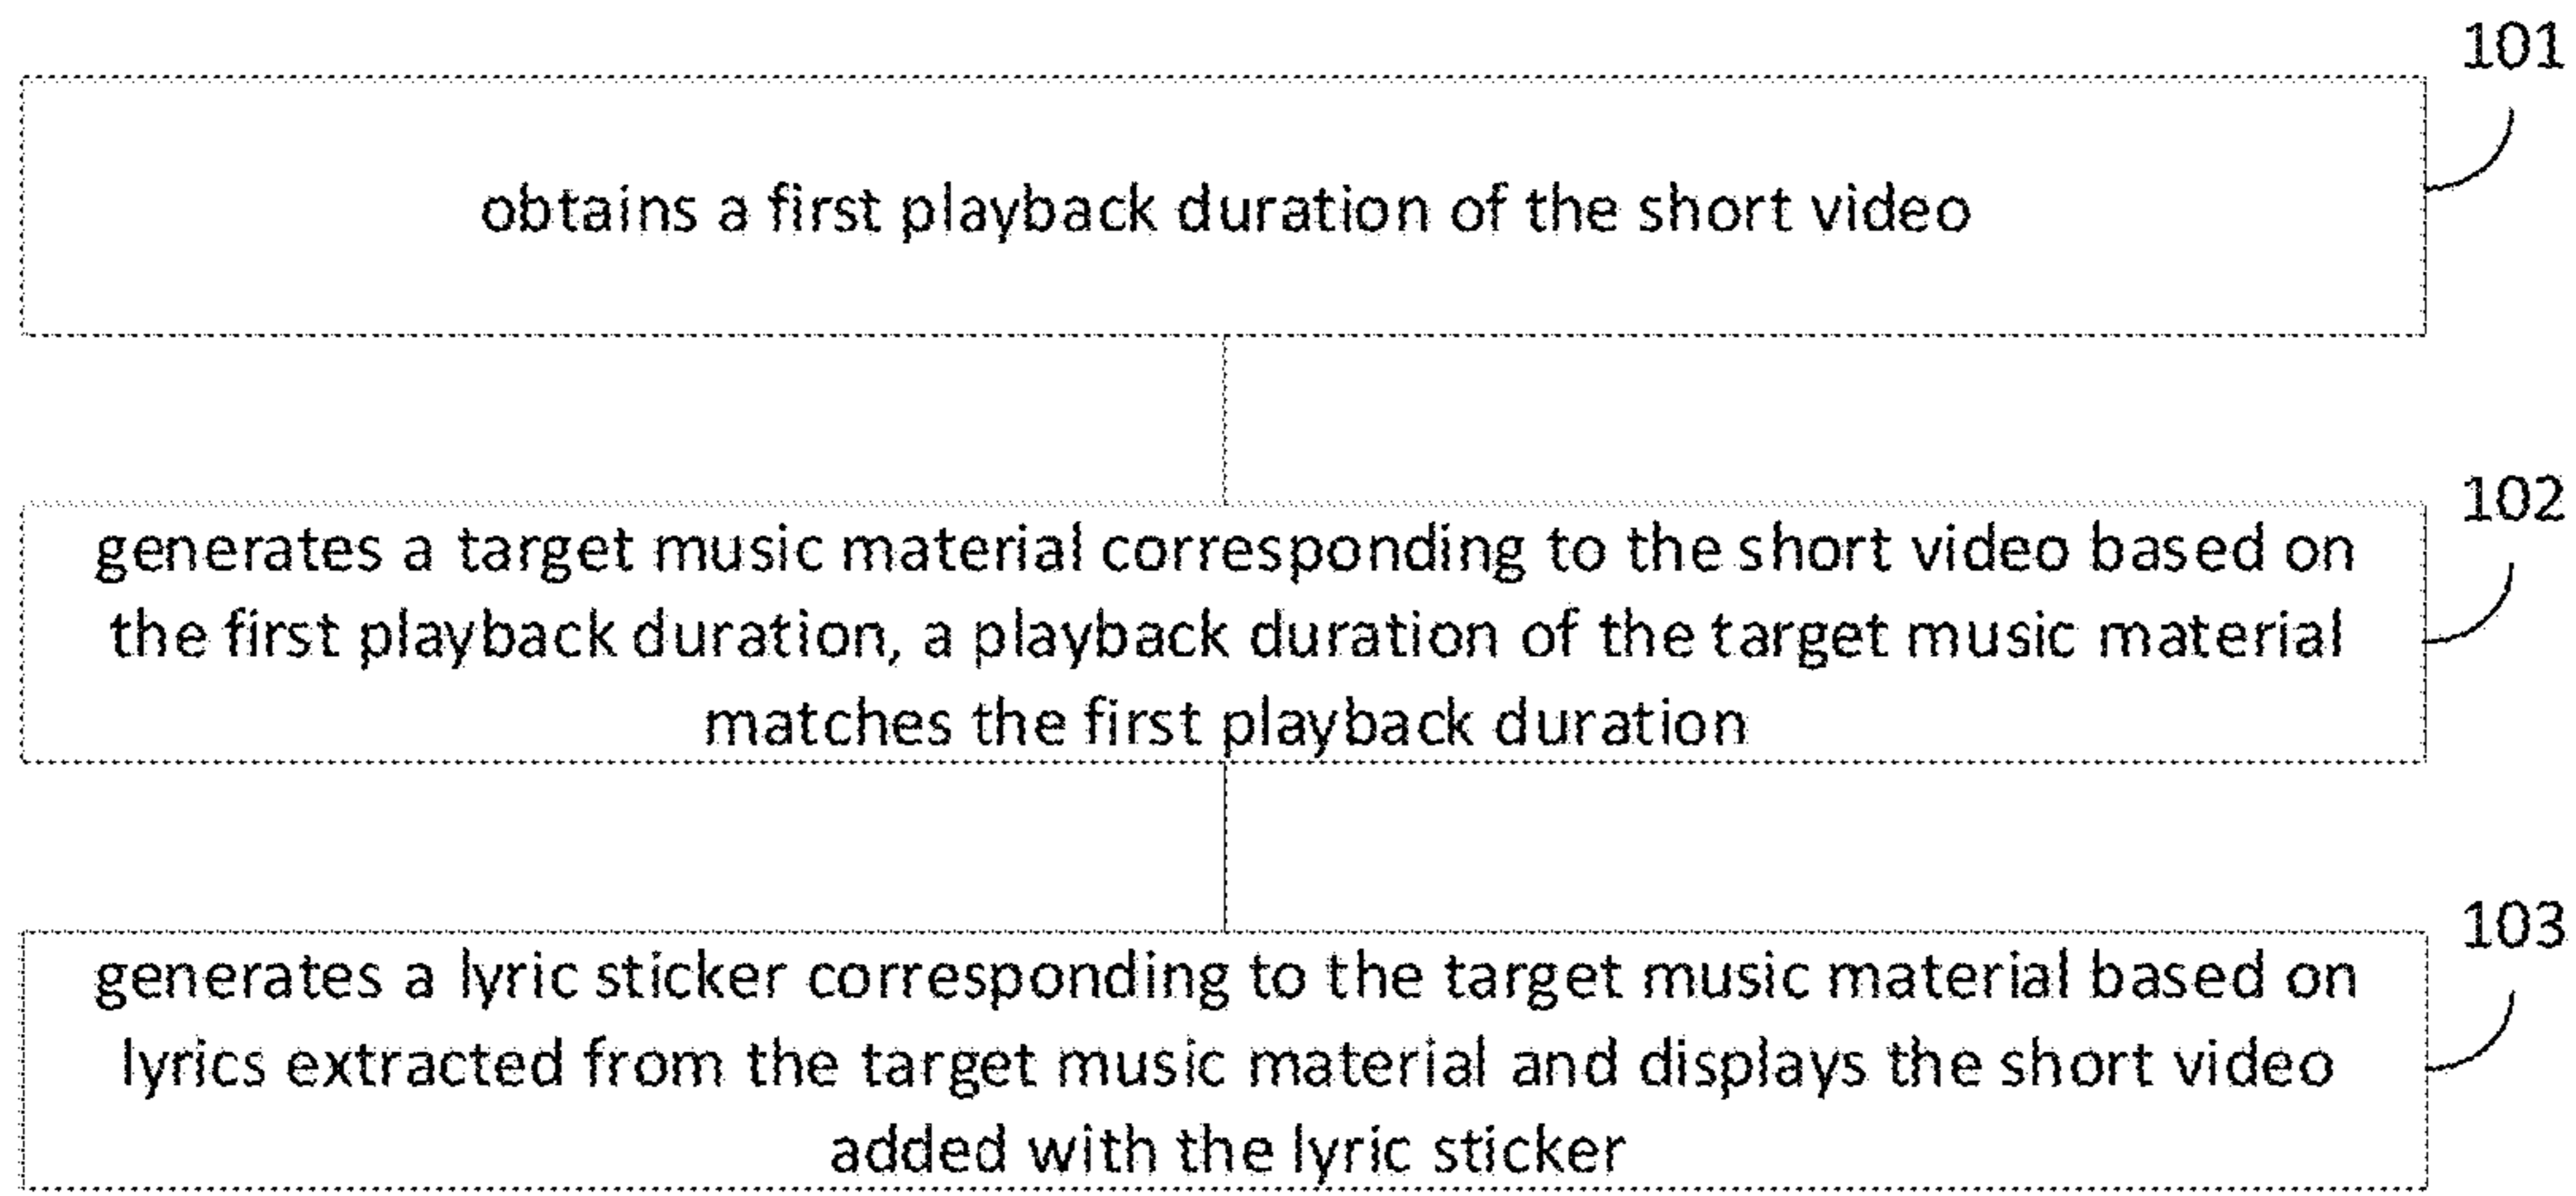 101
obtains a first playback duration of the short video
102
generates a target music material corresponding to the short video based on
the first playback duration, a playback duration of the target music material
matches the first playback duration
103
generates a lyric sticker corresponding to the target music material based on
lyrics extracted from the target music material and displays the short video
added with the lyric sticker